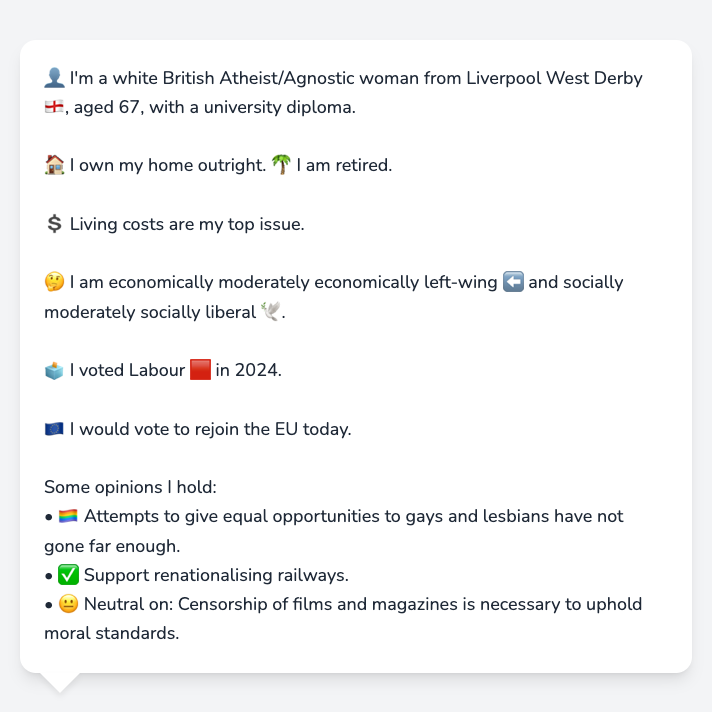 👤 I'm a white British Atheist/Agnostic woman from Liverpool West Derby
🏴󠁧󠁢󠁥󠁮󠁧󠁿, aged 67, with a university diploma.
🏠 I own my home outright. 🌴 I am retired.
💲 Living costs are my top issue.
🤔 I am economically moderately economically left-wing ⬅️ and socially
moderately socially liberal 🕊️.
🗳️ I voted Labour 🟥 in 2024.
🇪🇺 I would vote to rejoin the EU today.
Some opinions I hold:
• 🏳️‍🌈 Attempts to give equal opportunities to gays and lesbians have not
gone far enough.
• ✅ Support renationalising railways.
• 😐 Neutral on: Censorship of films and magazines is necessary to uphold
moral standards.